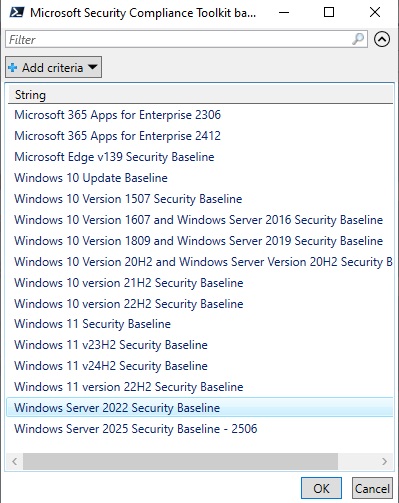 Microsoft Security Compliance Toolkit ba...
Filter
Add criteria
String
Microsoft 365 Apps for Enterprise 2306
Microsoft 365 Apps for Enterprise 2412
Microsoft Edge v139 Security Baseline
Windows 10 Update Baseline
Windows 10 Version 1507 Security Baseline
Windows 10 Version 1607 and Windows Server 2016 Security Baseline
Windows 10 Version 1809 and Windows Server 2019 Security Baseline
Windows 10 Version 20H2 and Windows Server Version 20H2 Security B
Windows 10 version 21H2 Security Baseline
Windows 10 version 22H2 Security Baseline
Windows 11 Security Baseline
Windows 11 v23H2 Security Baseline
Windows 11 v24H2 Security Baseline
Windows 11 version 22H2 Security Baseline
Windows Server 2022 Security Baseline
Windows Server 2025 Security Baseline - 2506
OK Cancel